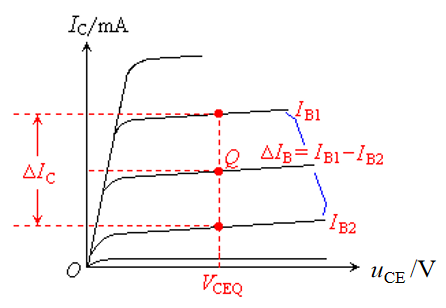 I_C/mA
I_B1
Q
ΔI_B = I_B1 − I_B2
ΔI_C
I_B2
O
V_CEQ
u_CE /V